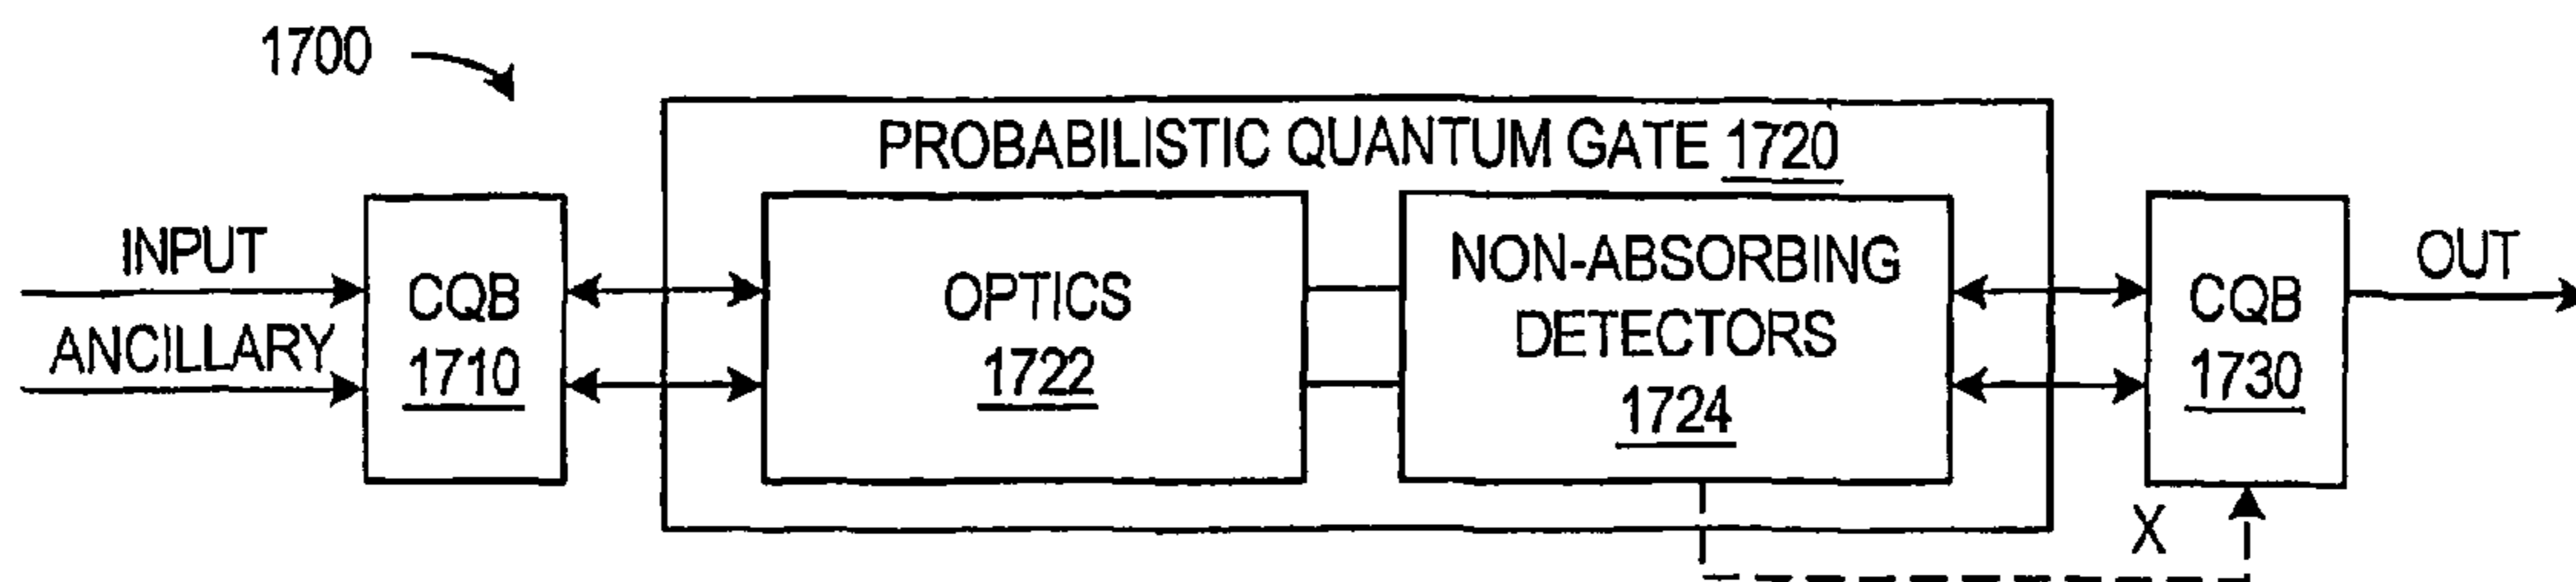 1700
PROBABILISTIC QUANTUM GATE 1720
INPUT
ANCILLARY
CQB
1710
OPTICS
1722
NON-ABSORBING
DETECTORS
1724
CQB
1730
OUT
X